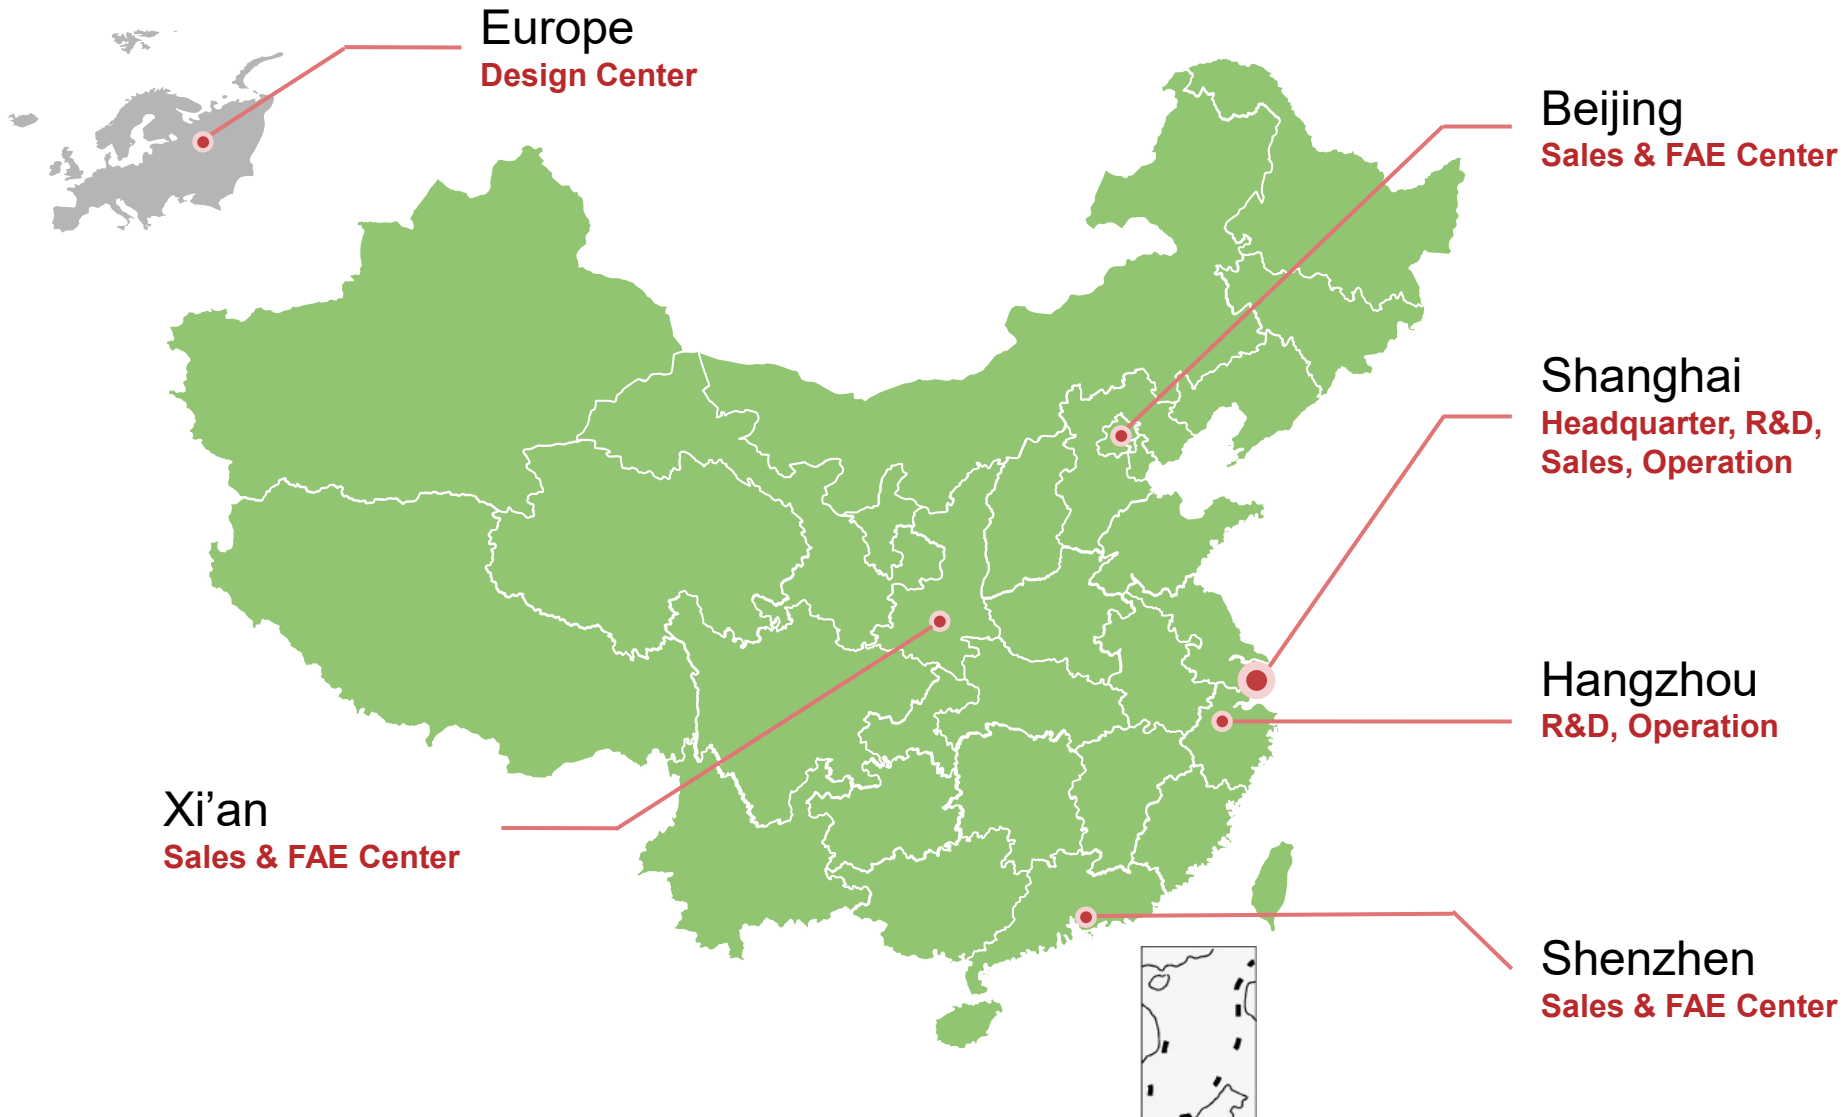 Europe
Design Center
Beijing
Sales & FAE Center
Shanghai
Headquarter, R&D,
Sales, Operation
Hangzhou
R&D, Operation
Xi’an
Sales & FAE Center
Shenzhen
Sales & FAE Center